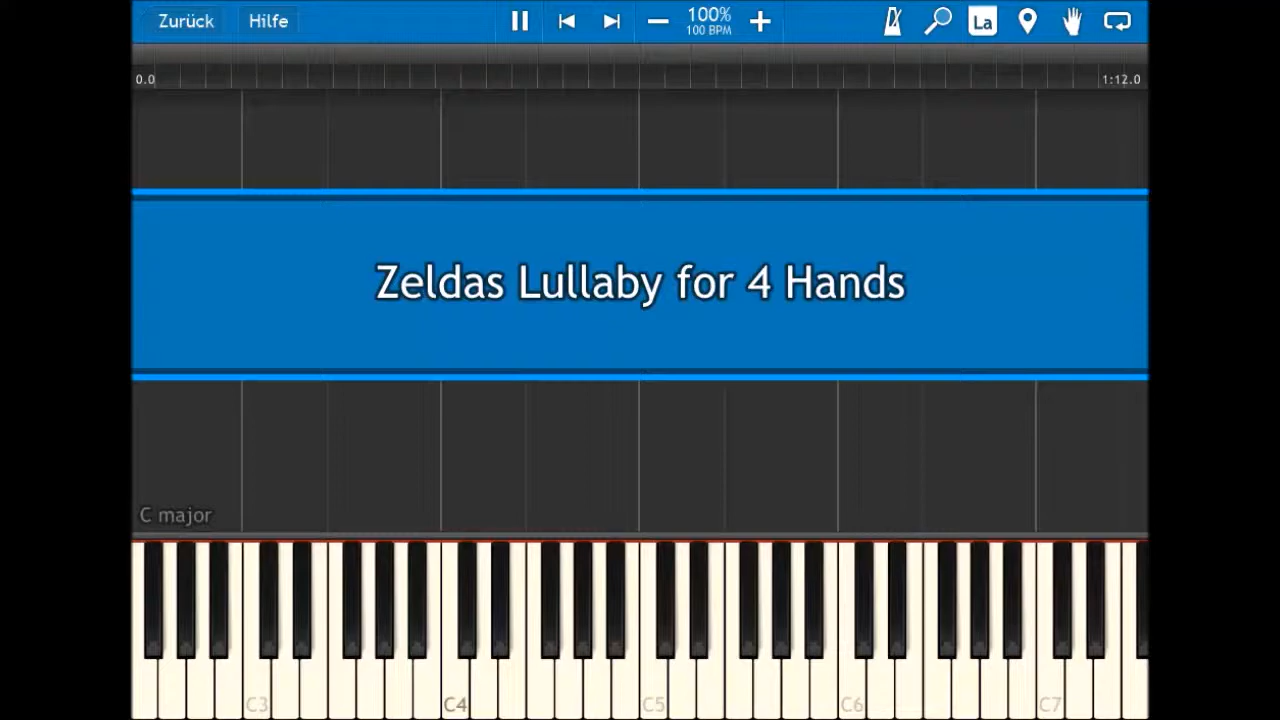 Zurück Hilfe 100% La
100 BPM
0.0 1:12.0
Zeldas Lullaby for 4 Hands
C major
C3 C4 C5 C6 C7